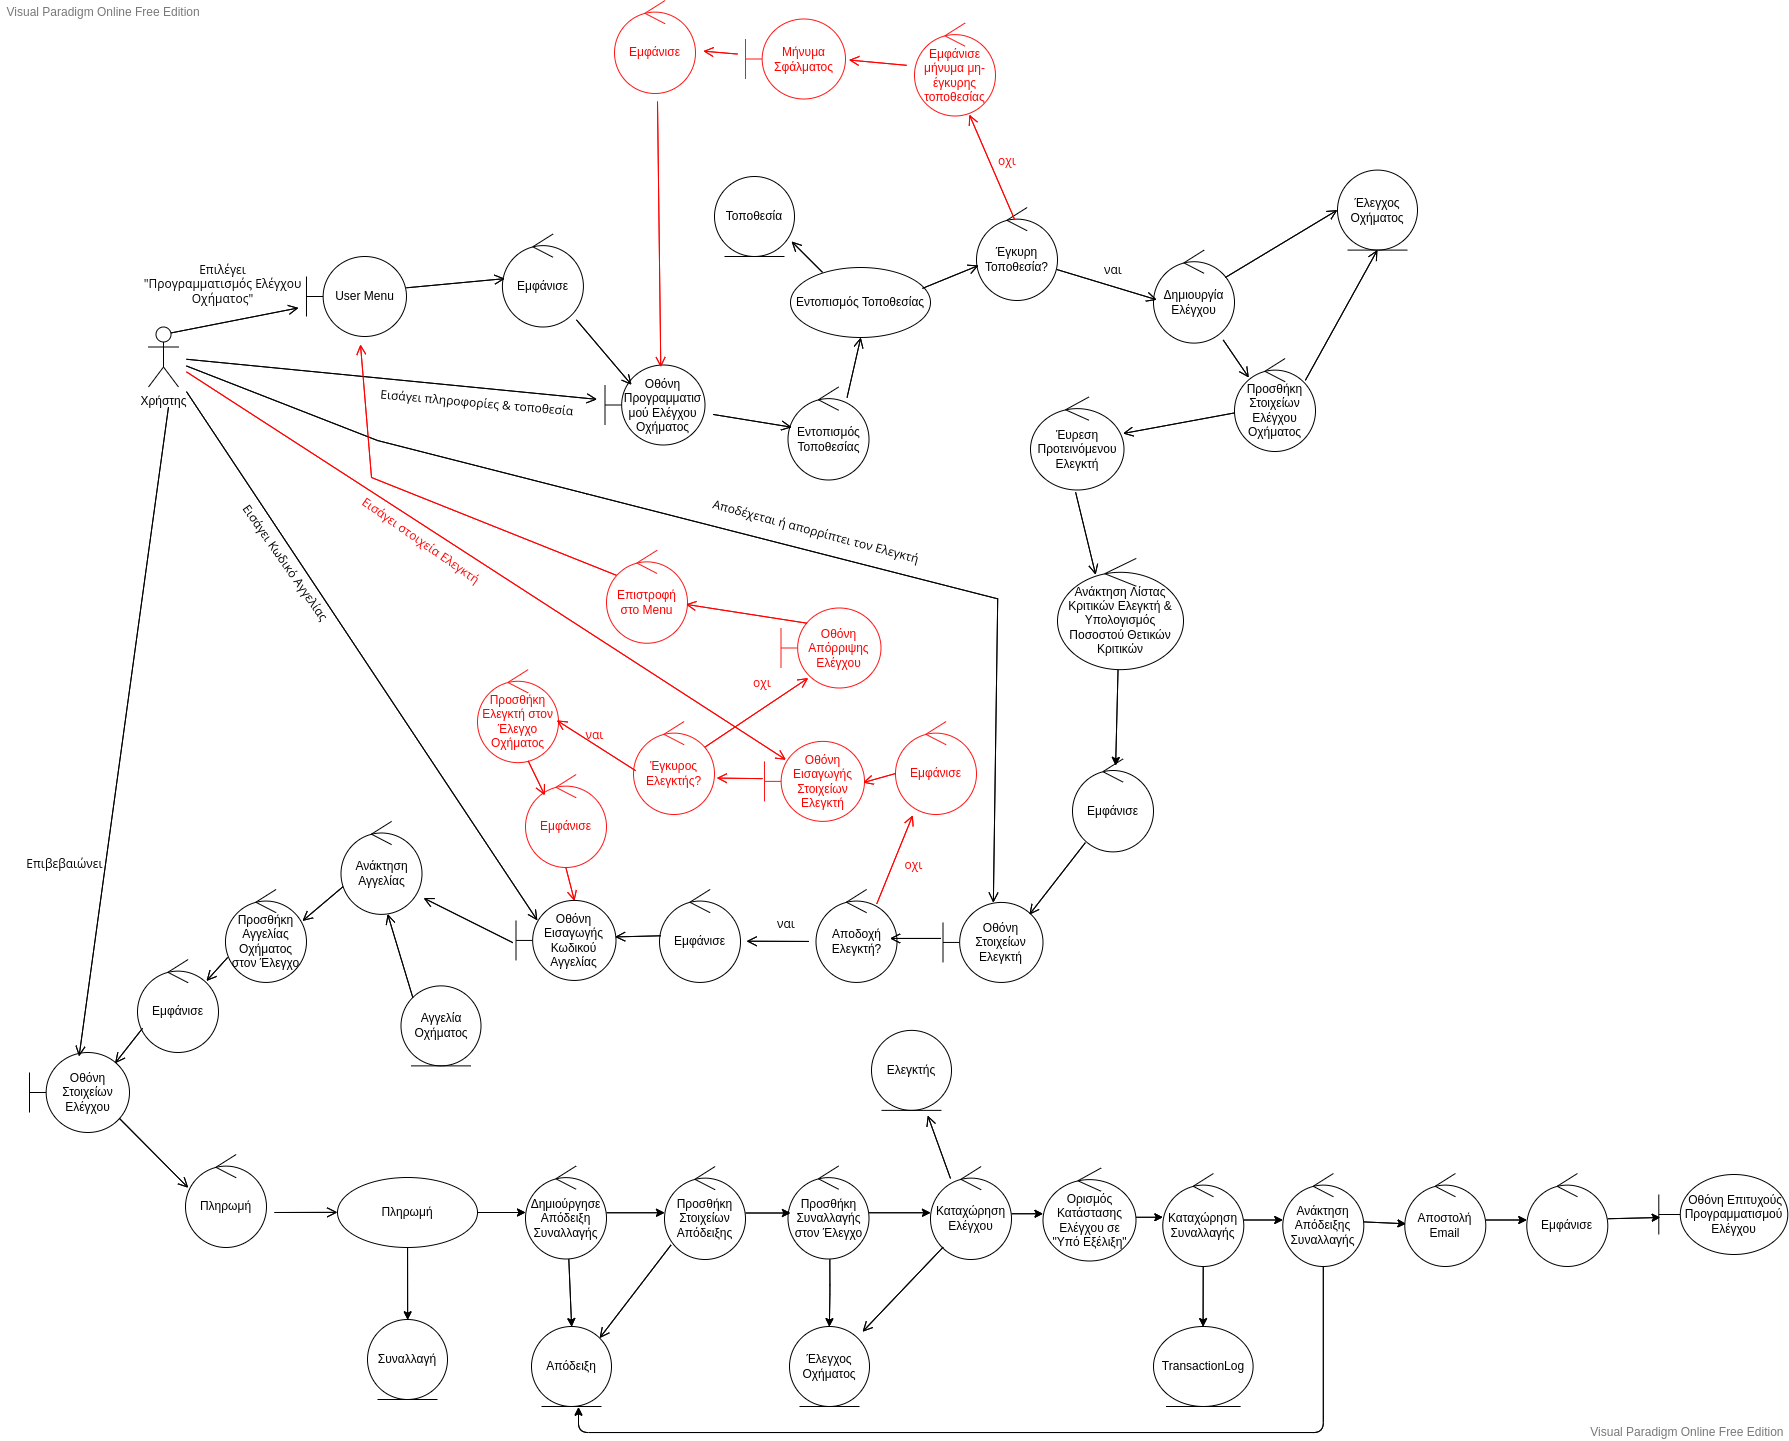 Visual Paradigm Online Free Edition
Εμφάνισε
Μήνυμα
Σφάλματος
Εμφάνισε
μήνυμα μη-
έγκυρης
τοποθεσίας
οχι
Τοποθεσία
Έγκυρη
Τοποθεσία?
Έλεγχος
Οχήματος
Επιλέγει
"Προγραμματισμός Ελέγχου
Οχήματος"
User Menu
Εμφάνισε
Εντοπισμός Τοποθεσίας
ναι
Δημιουργία
Ελέγχου
Χρήστης
Εισάγει πληροφορίες & τοποθεσία
Οθόνη
Προγραμματισ
μού Ελέγχου
Οχήματος
Εντοπισμός
Τοποθεσίας
Προσθήκη
Στοιχείων
Ελέγχου
Οχήματος
Έυρεση
Προτεινόμενου
Ελεγκτή
Εισάγει Κωδικό Αγγελίας
Εισάγει στοιχεία Ελεγκτή
Αποδέχεται ή απορρίπτει τον Ελεγκτή
Επιστροφή
στο Menu
Οθόνη
Απόρριψης
Ελέγχου
Ανάκτηση Λίστας
Κριτικών Ελεγκτή &
Υπολογισμός
Ποσοστού Θετικών
Κριτικών
οχι
Προσθήκη
Ελεγκτή στον
Έλεγχο
Οχήματος
ναι
Έγκυρος
Ελεγκτής?
Οθόνη
Εισαγωγής
Στοιχείων
Ελεγκτή
Εμφάνισε
Εμφάνισε
Εμφάνισε
οχι
Επιβεβαιώνει
Ανάκτηση
Αγγελίας
Προσθήκη
Αγγελίας
Οχήματος
στον Έλεγχο
Οθόνη
Εισαγωγής
Κωδικού
Αγγελίας
Εμφάνισε
ναι
Αποδοχή
Ελεγκτή?
Οθόνη
Στοιχείων
Ελεγκτή
Εμφάνισε
Αγγελία
Οχήματος
Οθόνη
Στοιχείων
Ελέγχου
Ελεγκτής
Πληρωμή
Πληρωμή
Δημιούργησε
Απόδειξη
Συναλλαγής
Προσθήκη
Στοιχείων
Απόδειξης
Προσθήκη
Συναλλαγής
στον Έλεγχο
Καταχώρηση
Ελέγχου
Ορισμός
Κατάστασης
Ελέγχου σε
"Υπό Εξέλιξη"
Καταχώρηση
Συναλλαγής
Ανάκτηση
Απόδειξης
Συναλλαγής
Αποστολή
Email
Εμφάνισε
Οθόνη Επιτυχούς
Προγραμματισμού
Ελέγχου
Συναλλαγή
Απόδειξη
Έλεγχος
Οχήματος
TransactionLog
Visual Paradigm Online Free Edition